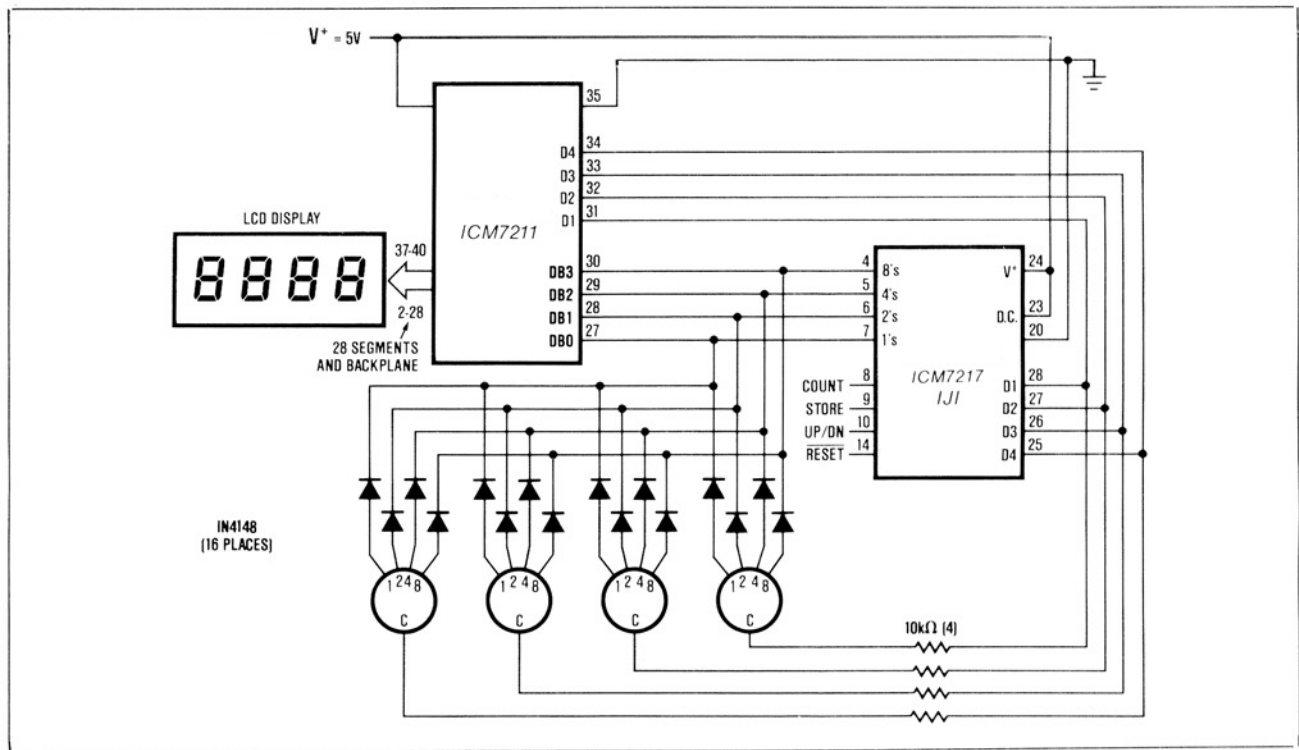 V+ = 5V
35
D4 34
D3 33
D2 32
D1 31
ICM7211
LCD DISPLAY
8888
37-40
2-28
28 SEGMENTS
AND BACKPLANE
DB3 30
DB2 29
DB1 28
DB0 27
4 8's
5 4's
6 2's
7 1's
V+ 24
D.C. 23
20
ICM7217
IJI
COUNT 8
STORE 9
UP/DN 10
RESET 14
D1 28
D2 27
D3 26
D4 25
IN4148
(16 PLACES)
1 2 4 8
C
1 2 4 8
C
1 2 4 8
C
1 2 4 8
C
10kΩ (4)